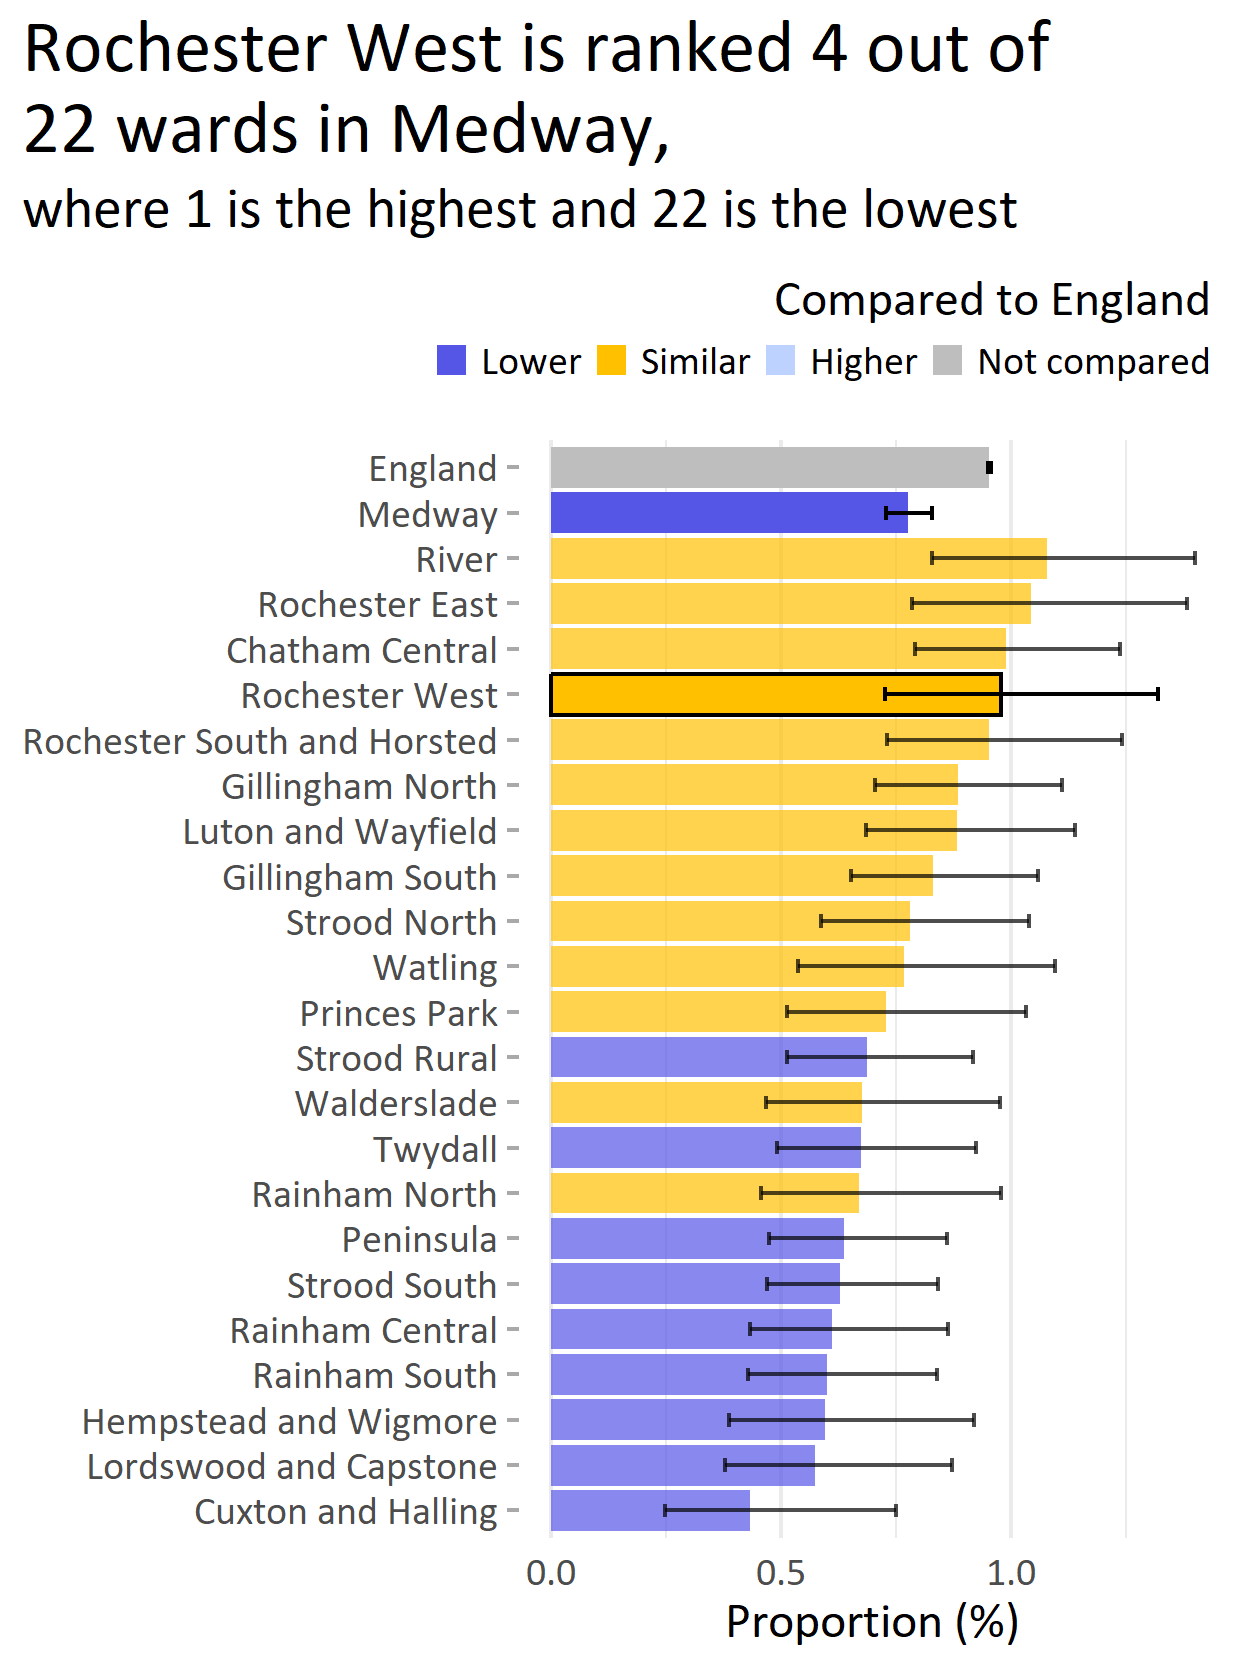 Rochester West is ranked 4 out of
22 wards in Medway,
where 1 is the highest and 22 is the lowest
Compared to England
Lower Similar Higher Not compared
England
Medway
River
Rochester East
Chatham Central
Rochester West
Rochester South and Horsted
Gillingham North
Luton and Wayfield
Gillingham South
Strood North
Watling
Princes Park
Strood Rural
Walderslade
Twydall
Rainham North
Peninsula
Strood South
Rainham Central
Rainham South
Hempstead and Wigmore
Lordswood and Capstone
Cuxton and Halling
0.0 0.5 1.0
Proportion (%)